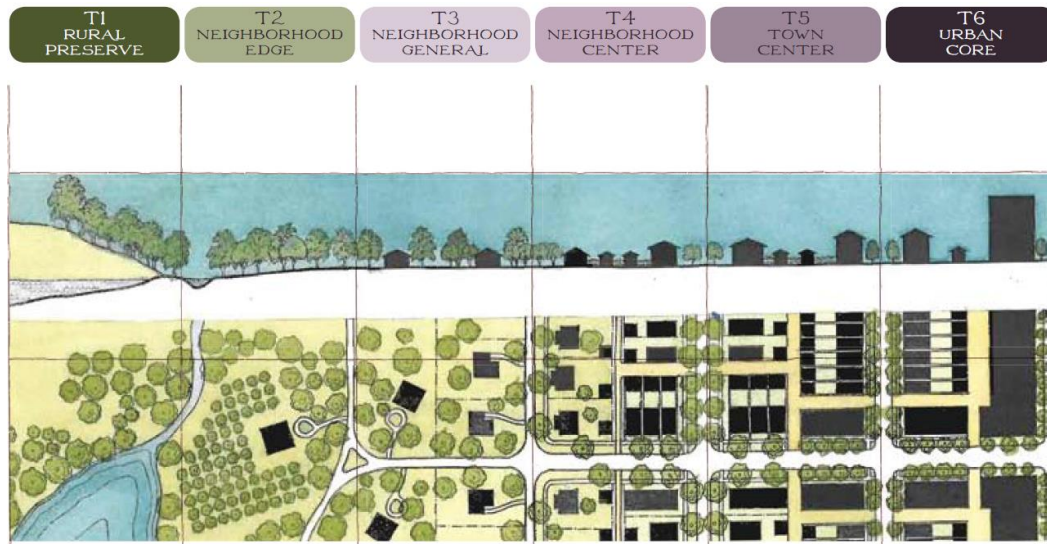 T1
RURAL
PRESERVE
T2
NEIGHBORHOOD
EDGE
T3
NEIGHBORHOOD
GENERAL
T4
NEIGHBORHOOD
CENTER
T5
TOWN
CENTER
T6
URBAN
CORE